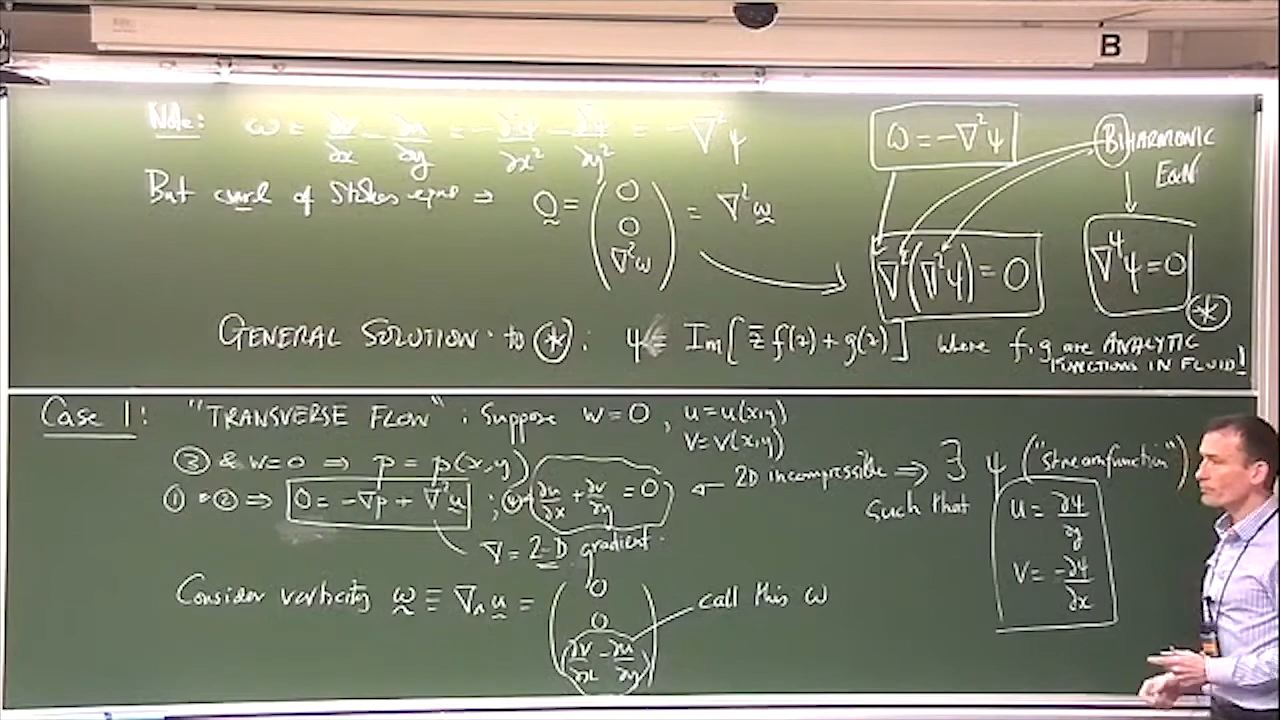 B
Note: ω = ∂v/∂x - ∂u/∂y = -∂²ψ/∂x² - ∂²ψ/∂y² = -∇²ψ
ω = -∇²ψ
BIHARMONIC
EQN
But curl of Stokes eqns ⇒ 0 = (0 0 ∇²ω) = ∇²ω
∇²(∇²ψ) = 0
∇⁴ψ = 0
*
GENERAL SOLUTION: to (*): ψ = Im[z̄ f(z) + g(z)] where f, g are ANALYTIC
FUNCTIONS IN FLUID!
Case 1: "TRANSVERSE FLOW": Suppose w = 0, u = u(x,y)
v = v(x,y)
③ & w = 0 ⇒ p = p(x,y)
① & ② ⇒ 0 = -∇p + ∇²u ; ④ ∂u/∂x + ∂v/∂y = 0 ← 2D incompressible ⇒ ∃ ψ ("streamfunction")
such that
u = ∂ψ/∂y
v = -∂ψ/∂x
∇ = 2-D gradient.
Consider vorticity ω ≡ ∇∧u = (0 0 ∂v/∂x - ∂u/∂y) call this ω